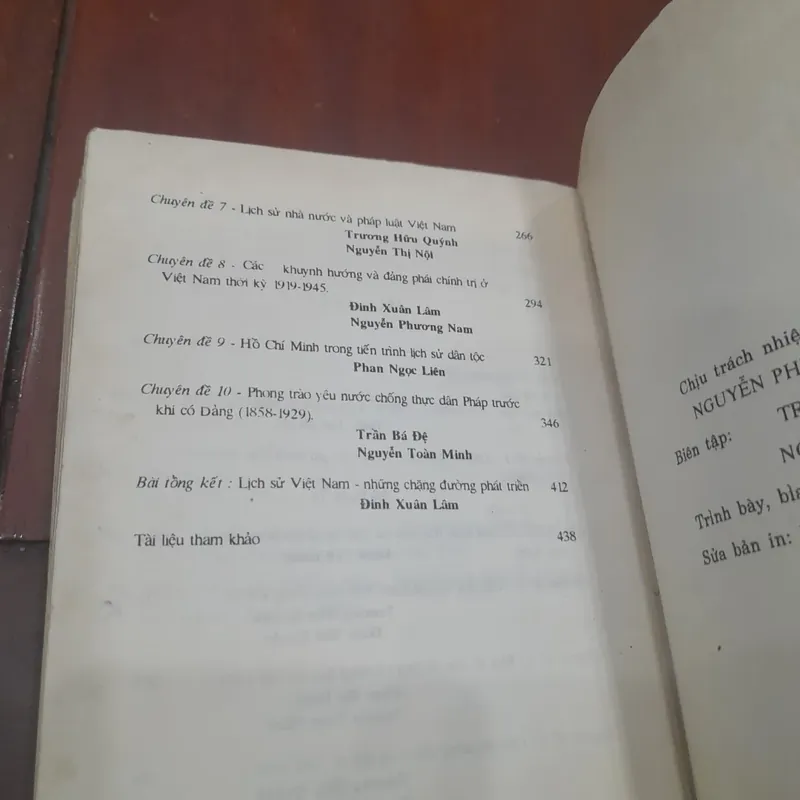 Chuyên đề 7 - Lịch sử nhà nước và pháp luật Việt Nam 266
Trương Hữu Quýnh
Nguyễn Thị Nội
Chuyên đề 8 - Các khuynh hướng và đảng phái chính trị ở
Việt Nam thời kỳ 1919-1945. 294
Đinh Xuân Lâm
Nguyễn Phương Nam
Chuyên đề 9 - Hồ Chí Minh trong tiến trình lịch sử dân tộc 321
Phan Ngọc Liên
Chuyên đề 10 - Phong trào yêu nước chống thực dân Pháp trước
khi có Đảng (1858-1929). 346
Trần Bá Đệ
Nguyễn Toàn Minh
Bài tổng kết : Lịch sử Việt Nam - những chặng đường phát triển 412
Đinh Xuân Lâm
Tài liệu tham khảo 438
Chịu trách nhiệ
NGUYỄN PH
Biên tập: TR
NG
Trình bày, bìa
Sửa bản in: